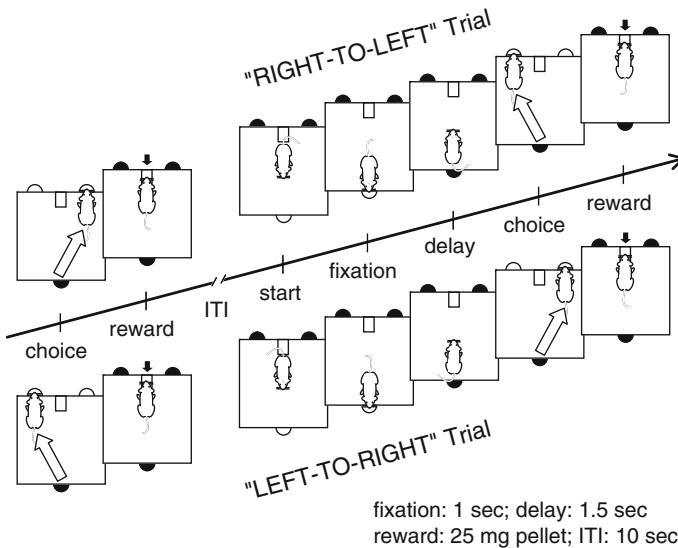 "RIGHT-TO-LEFT" Trial
choice
reward
ITI
start
fixation
delay
choice
reward
"LEFT-TO-RIGHT" Trial
fixation: 1 sec; delay: 1.5 sec
reward: 25 mg pellet; ITI: 10 sec